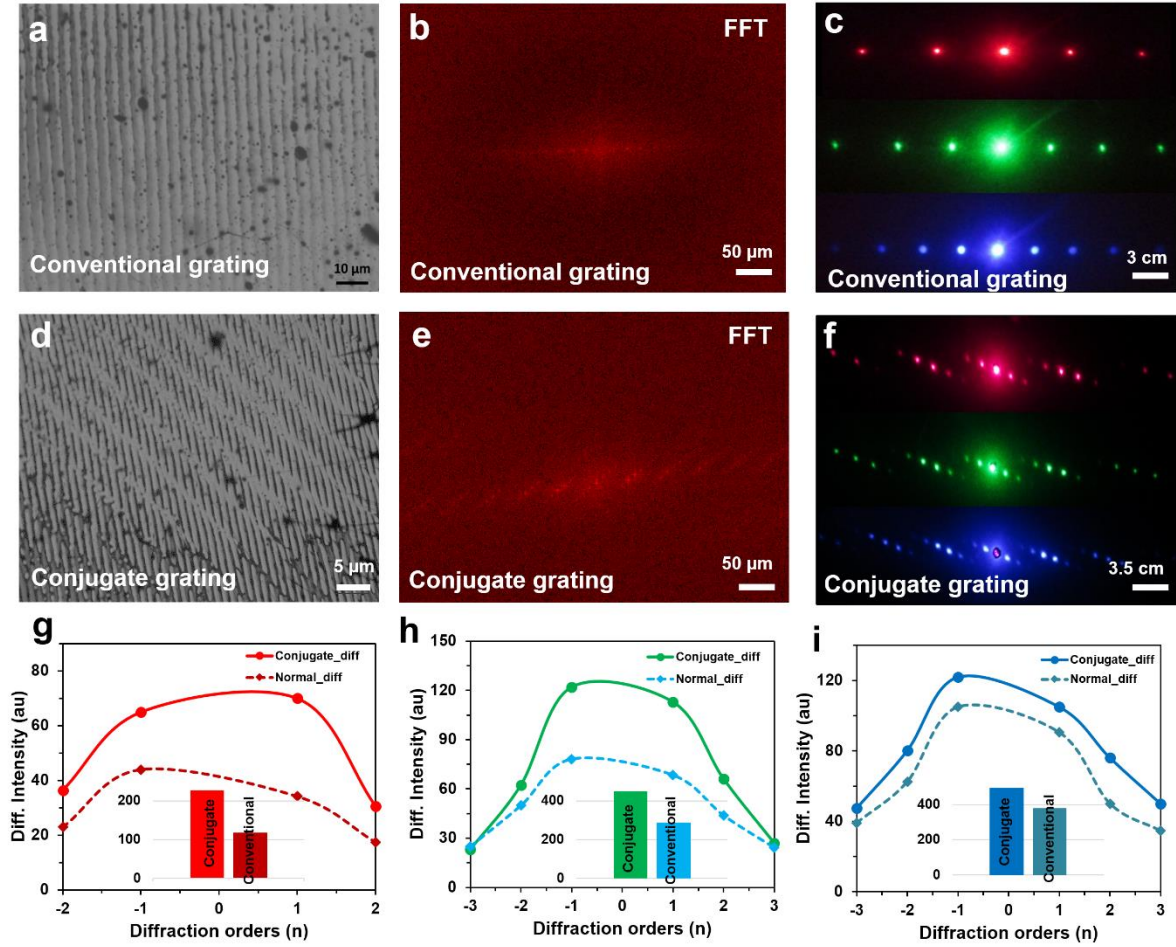 a
Conventional grating
10 µm
b
FFT
Conventional grating
50 µm
c
Conventional grating
3 cm
d
Conjugate grating
5 µm
e
FFT
Conjugate grating
50 µm
f
Conjugate grating
3.5 cm
g
Diff. Intensity (au)
80
60
40
20
0
Conjugate_diff
Normal_diff
200
100
0
Conjugate
Conventional
-2
-1
0
1
2
Diffraction orders (n)
h
Diff. Intensity (au)
150
120
90
60
30
0
Conjugate_diff
Normal_diff
400
200
0
Conjugate
Conventional
-3
-2
-1
0
1
2
3
Diffraction orders (n)
i
Diff. Intensity (au)
120
80
40
0
Conjugate_diff
Normal_diff
400
200
0
Conjugate
Conventional
-3
-2
-1
0
1
2
3
Diffraction orders (n)